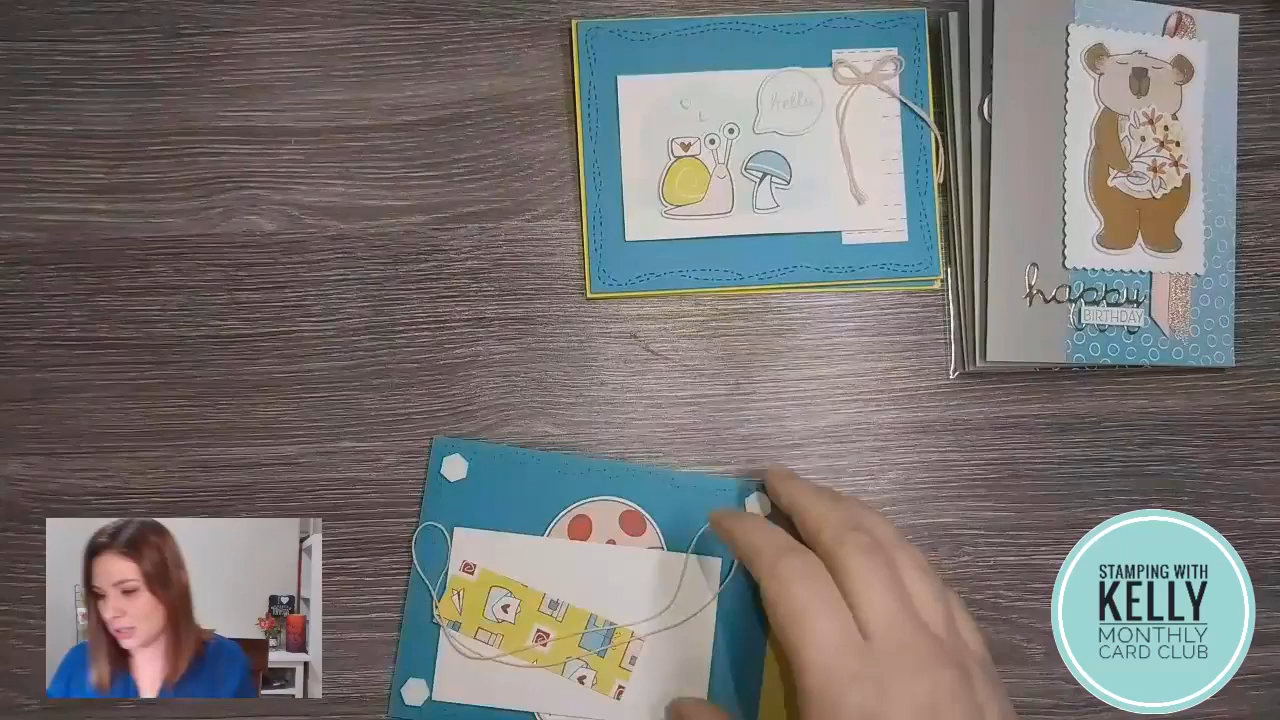 Hello
happy
BIRTHDAY
STAMPING WITH
KELLY
MONTHLY
CARD CLUB